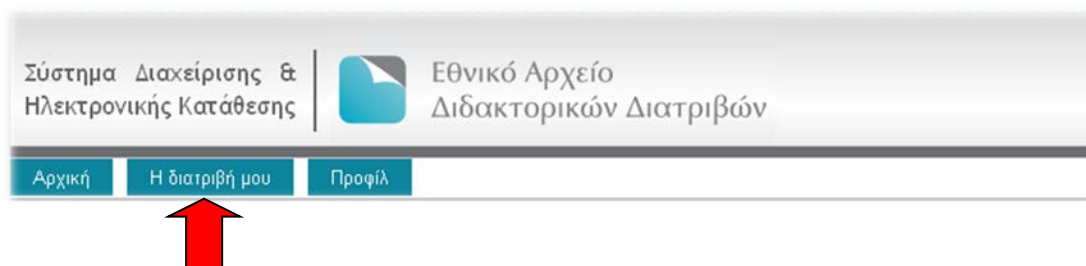 Σύστημα Διαχείρισης &
Ηλεκτρονικής Κατάθεσης
Εθνικό Αρχείο
Διδακτορικών Διατριβών
Αρχική Η διατριβή μου Προφίλ